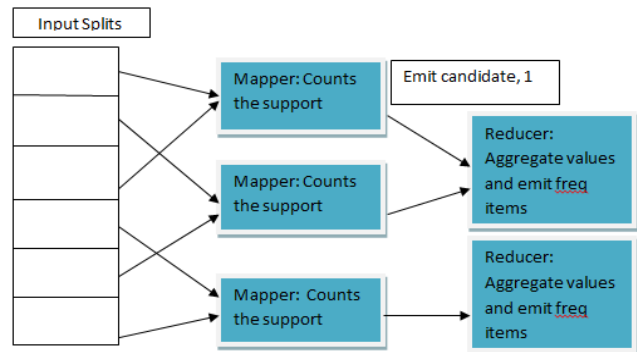 Input Splits
Mapper: Counts
the support
Emit candidate, 1
Reducer:
Aggregate values
and emit freq
items
Mapper: Counts
the support
Mapper:  Counts
the support
Reducer:
Aggregate values
and emit freq
items